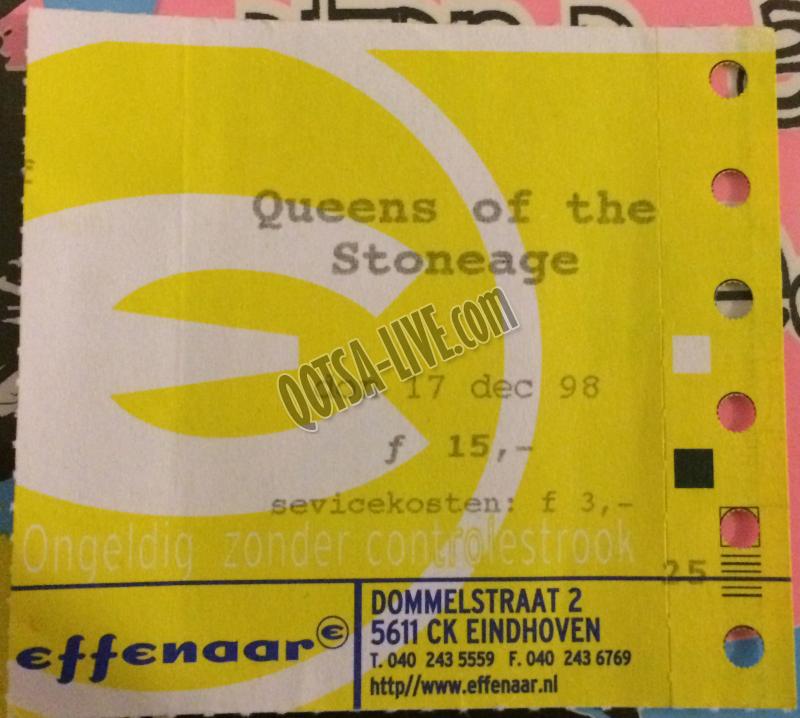 f
Queens of the
Stoneage
QOTSA-LIVE.com
don 17 dec 98
f 15,-
sevicekosten: f 3,-
Ongeldig zonder controlestrook
25
effenaar e
DOMMELSTRAAT 2
5611 CK EINDHOVEN
T. 040 243 5559 F. 040 243 6769
http//www.effenaar.nl